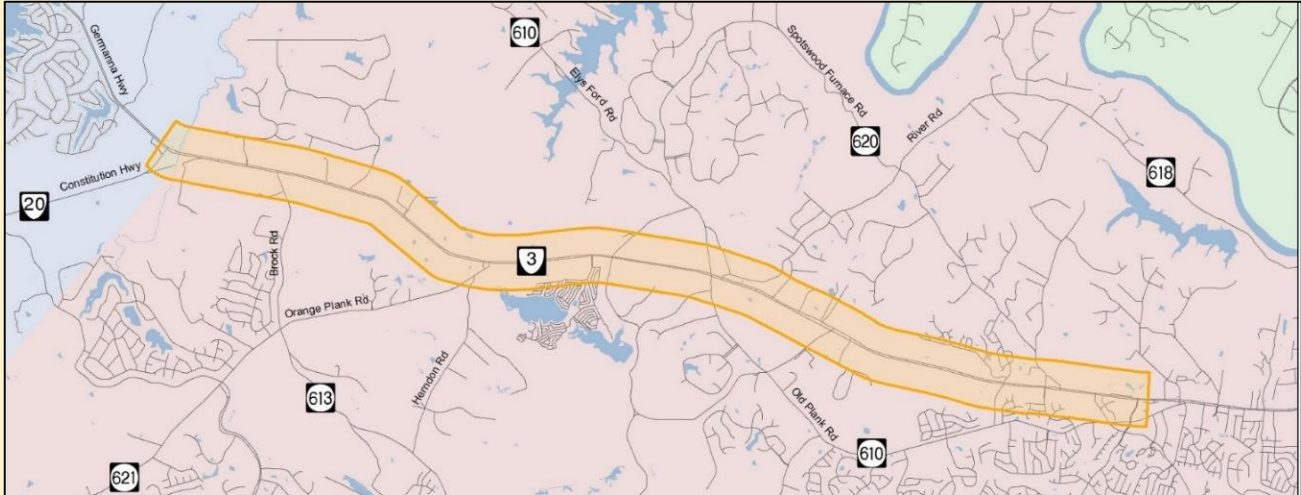 610
Germanna Hwy
Spotswood Furnace Rd
Elys Ford Rd
River Rd
620
618
Constitution Hwy
20
Brock Rd
3
Orange Plank Rd
Herndon Rd
613
Old Plank Rd
610
621